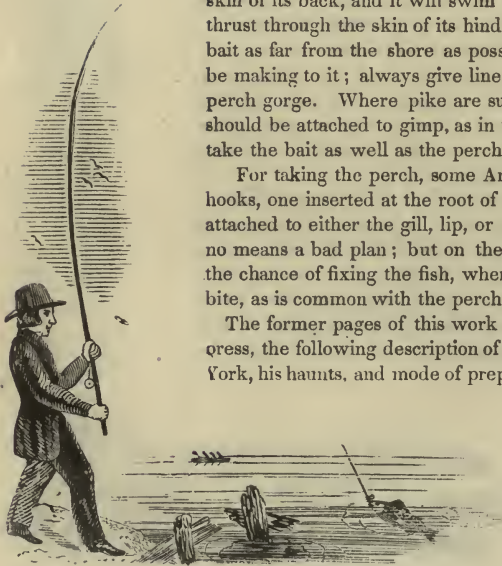 skin of its back, and it will swim
thrust through the skin of its hind
bait as far from the shore as poss
be making to it; always give line
perch gorge. Where pike are su
should be attached to gimp, as in
take the bait as well as the perch
For taking the perch, some An
hooks, one inserted at the root of
attached to either the gill, lip, or
no means a bad plan; but on the
the chance of fixing the fish, when
bite, as is common with the perch
The former pages of this work
press, the following description of
York, his haunts, and mode of prep